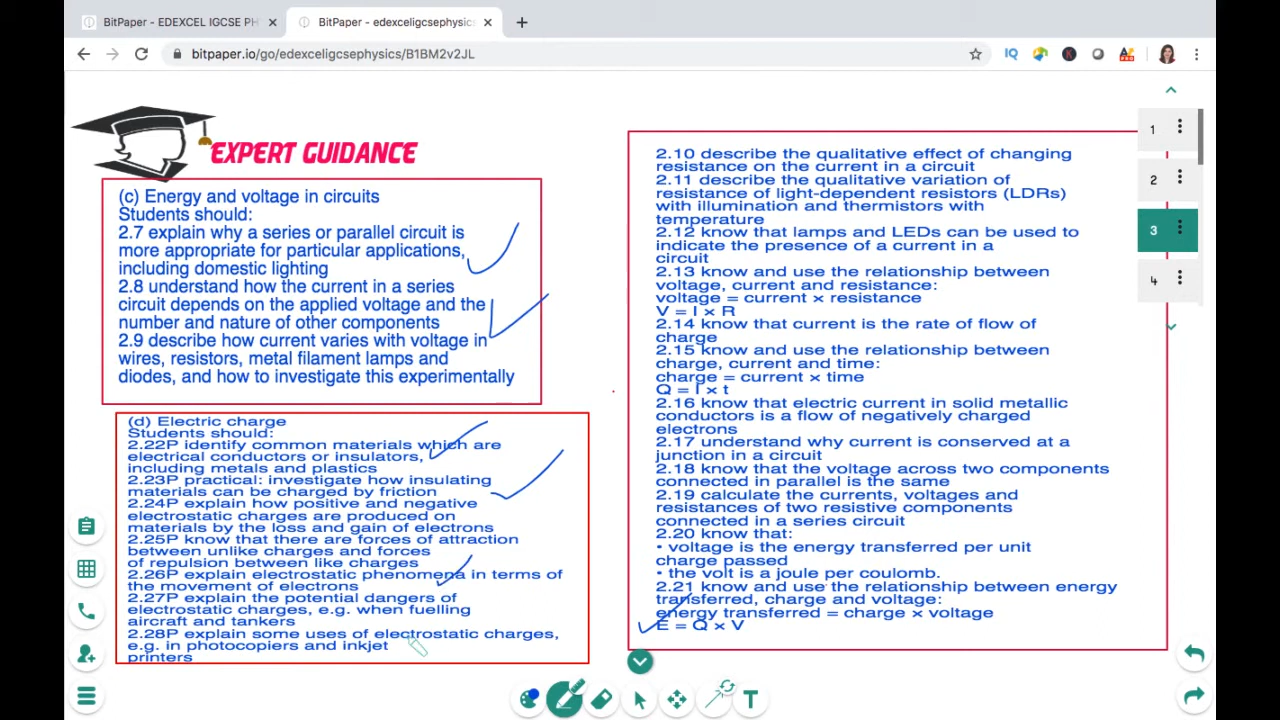 BitPaper - EDEXCEL IGCSE PH
BitPaper - edexceligcsephysics
bitpaper.io/go/edexceligcsephysics/B1BM2v2JL
IQ
PRO
EXPERT GUIDANCE
(c) Energy and voltage in circuits
Students should:
2.7 explain why a series or parallel circuit is
more appropriate for particular applications,
including domestic lighting
2.8 understand how the current in a series
circuit depends on the applied voltage and the
number and nature of other components
2.9 describe how current varies with voltage in
wires, resistors, metal filament lamps and
diodes, and how to investigate this experimentally
(d) Electric charge
Students should:
2.22P identify common materials which are
electrical conductors or insulators,
including metals and plastics
2.23P practical: investigate how insulating
materials can be charged by friction
2.24P explain how positive and negative
electrostatic charges are produced on
materials by the loss and gain of electrons
2.25P know that there are forces of attraction
between unlike charges and forces
of repulsion between like charges
2.26P explain electrostatic phenomena in terms of
the movement of electrons
2.27P explain the potential dangers of
electrostatic charges, e.g. when fuelling
aircraft and tankers
2.28P explain some uses of electrostatic charges,
e.g. in photocopiers and inkjet
printers
2.10 describe the qualitative effect of changing
resistance on the current in a circuit
2.11 describe the qualitative variation of
resistance of light-dependent resistors (LDRs)
with illumination and thermistors with
temperature
2.12 know that lamps and LEDs can be used to
indicate the presence of a current in a
circuit
2.13 know and use the relationship between
voltage, current and resistance:
voltage = current × resistance
V = I × R
2.14 know that current is the rate of flow of
charge
2.15 know and use the relationship between
charge, current and time:
charge = current × time
Q = I × t
2.16 know that electric current in solid metallic
conductors is a flow of negatively charged
electrons
2.17 understand why current is conserved at a
junction in a circuit
2.18 know that the voltage across two components
connected in parallel is the same
2.19 calculate the currents, voltages and
resistances of two resistive components
connected in a series circuit
2.20 know that:
• voltage is the energy transferred per unit
charge passed
• the volt is a joule per coulomb.
2.21 know and use the relationship between energy
transferred, charge and voltage:
energy transferred = charge × voltage
E = Q × V
1
2
3
4
T